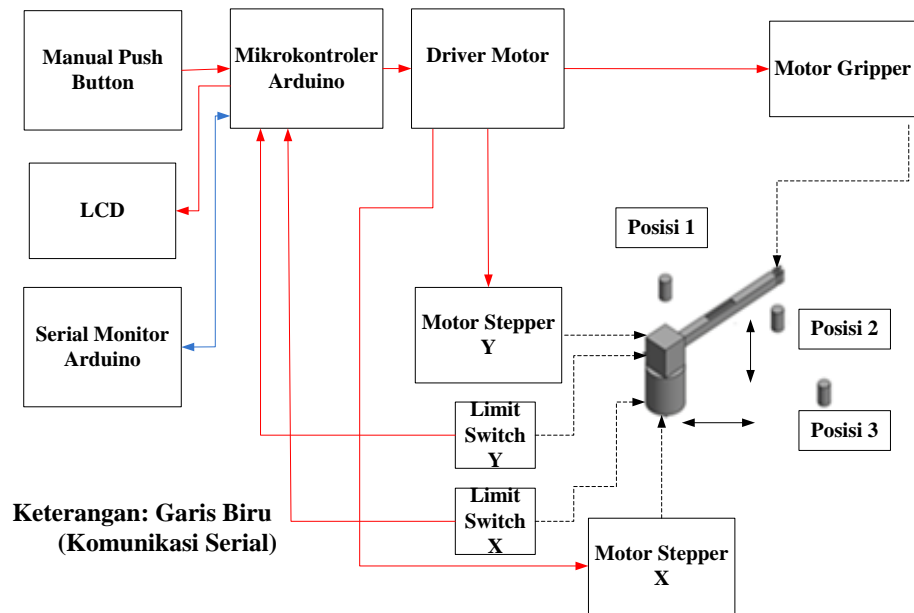 Manual Push
Button
Mikrokontroler
Arduino
Driver Motor
Motor Gripper
LCD
Posisi 1
Serial Monitor
Arduino
Motor Stepper
Y
Posisi 2
Limit
Switch
Y
Posisi 3
Limit
Switch
X
Keterangan: Garis Biru
(Komunikasi Serial)
Motor Stepper
X